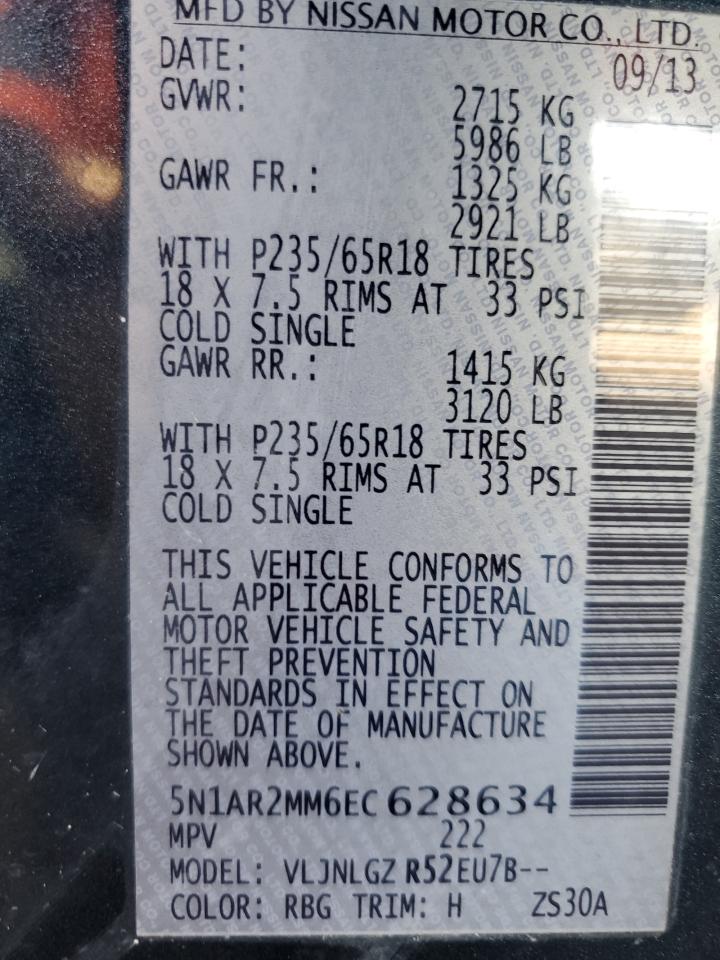 MFD BY NISSAN MOTOR CO., LTD.
DATE: 09/13
GVWR: 2715 KG
5986 LB
GAWR FR.: 1325 KG
2921 LB
WITH P235/65R18 TIRES
18 X 7.5 RIMS AT 33 PSI
COLD SINGLE
GAWR RR.: 1415 KG
3120 LB
WITH P235/65R18 TIRES
18 X 7.5 RIMS AT 33 PSI
COLD SINGLE
THIS VEHICLE CONFORMS TO
ALL APPLICABLE FEDERAL
MOTOR VEHICLE SAFETY AND
THEFT PREVENTION
STANDARDS IN EFFECT ON
THE DATE OF MANUFACTURE
SHOWN ABOVE.
5N1AR2MM6EC628634
MPV 222
MODEL: VLJNLGZ R52EU7B--
COLOR: RBG TRIM: H ZS30A